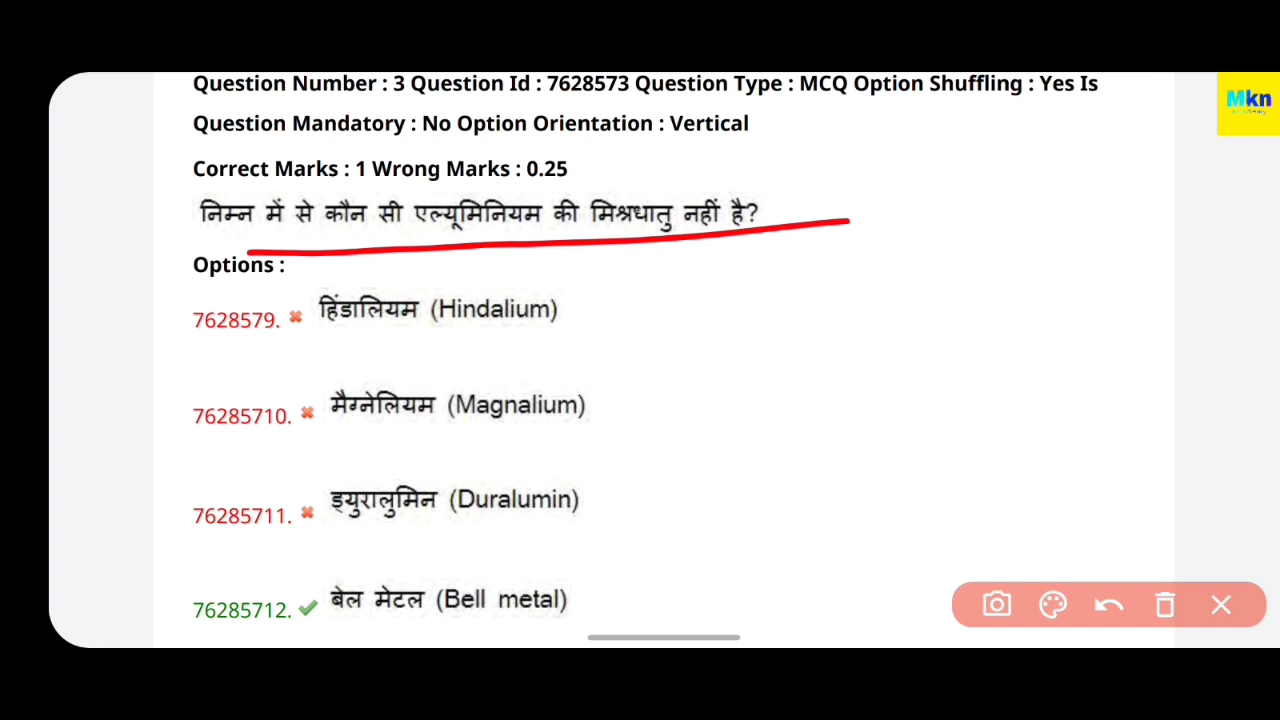 Question Number : 3 Question Id : 7628573 Question Type : MCQ Option Shuffling : Yes Is
Question Mandatory : No Option Orientation : Vertical
Correct Marks : 1 Wrong Marks : 0.25
निम्न में से कौन सी एल्यूमिनियम की मिश्रधातु नहीं है?
Options :
7628579. हिंडालियम (Hindalium)
76285710. मैग्नेलियम (Magnalium)
76285711. ड्युरालुमिन (Duralumin)
76285712. बेल मेटल (Bell metal)
Mkn
Academy